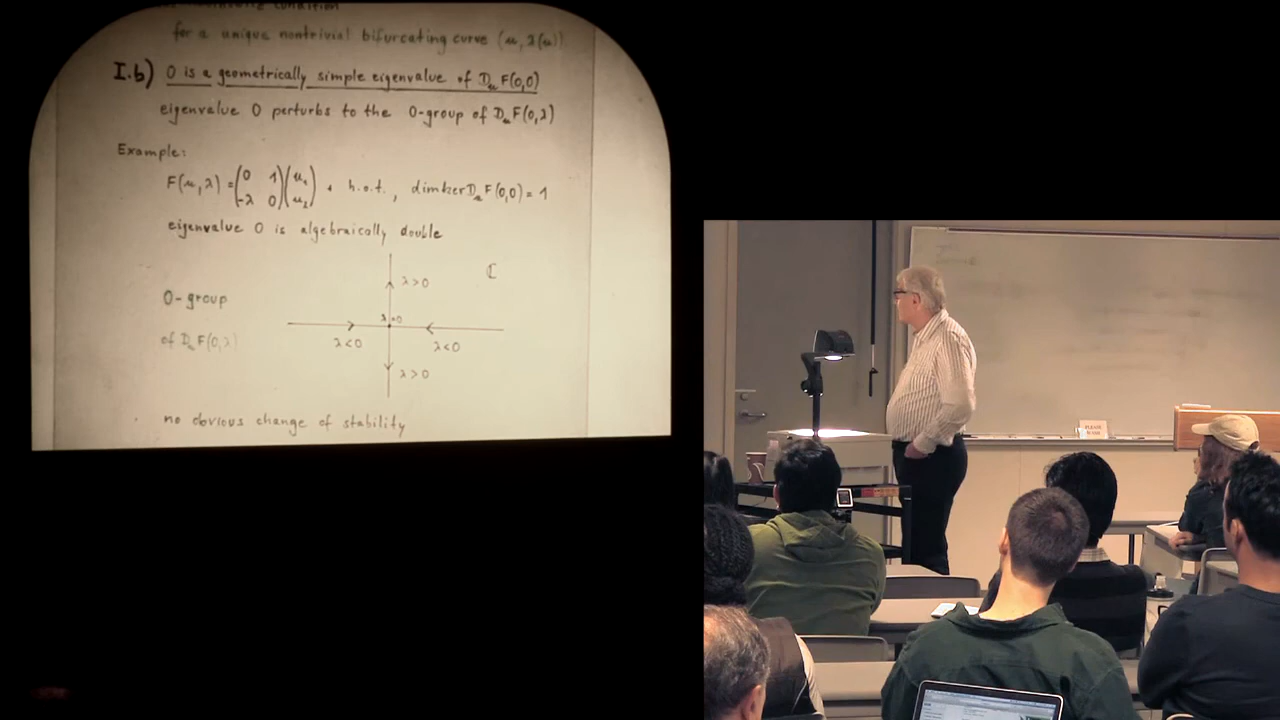 condition
for a unique nontrivial bifurcating curve (u, λ(u))
I.b) 0 is a geometrically simple eigenvalue of DᵤF(0,0)
eigenvalue 0 perturbs to the 0-group of DᵤF(0,λ)
Example:
F(u,λ) = (0 1 / -λ 0)(u₁ / u₂) + h.o.t., dim ker DᵤF(0,0) = 1
eigenvalue 0 is algebraically double
ℂ
λ>0
0-group
λ=0
of DᵤF(0,λ)
λ<0 λ<0
λ>0
no obvious change of stability
PLEASE